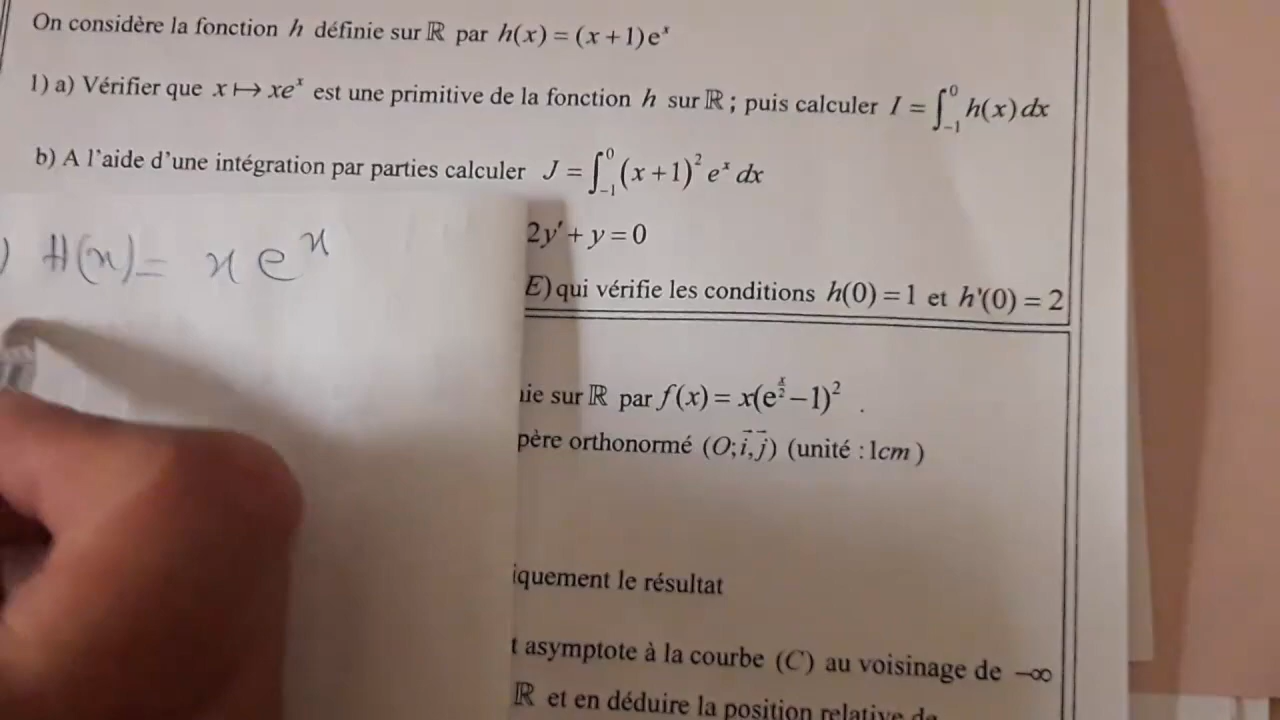 On considère la fonction h définie sur ℝ par h(x) = (x+1)eˣ
1) a) Vérifier que x ↦ xeˣ est une primitive de la fonction h sur ℝ ; puis calculer I = ∫₋₁⁰ h(x) dx
b) A l'aide d'une intégration par parties calculer J = ∫₋₁⁰ (x+1)² eˣ dx
) H(x) = x eˣ
2y' + y = 0
E) qui vérifie les conditions h(0) = 1 et h'(0) = 2
sur ℝ par f(x) = x(e^{x/2} − 1)² .
orthonormé (O; i⃗, j⃗) (unité : 1cm )
le résultat
asymptote à la courbe (C) au voisinage de −∞
ℝ et en déduire la position relative de